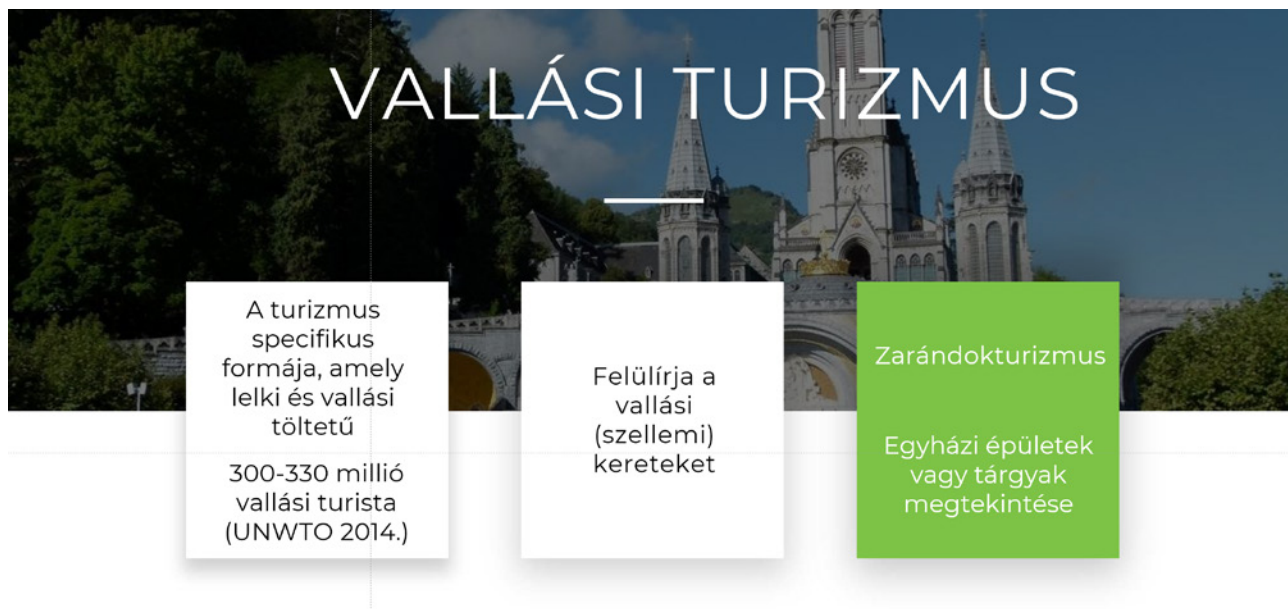 VALLÁSI TURIZMUS
A turizmus
specifikus
formája, amely
lelki és vallási
töltetű
300-330 millió
vallási turista
(UNWTO 2014.)
Felülírja a
vallási
(szellemi)
kereteket
Zarándokturizmus
Egyházi épületek
vagy tárgyak
megtekintése